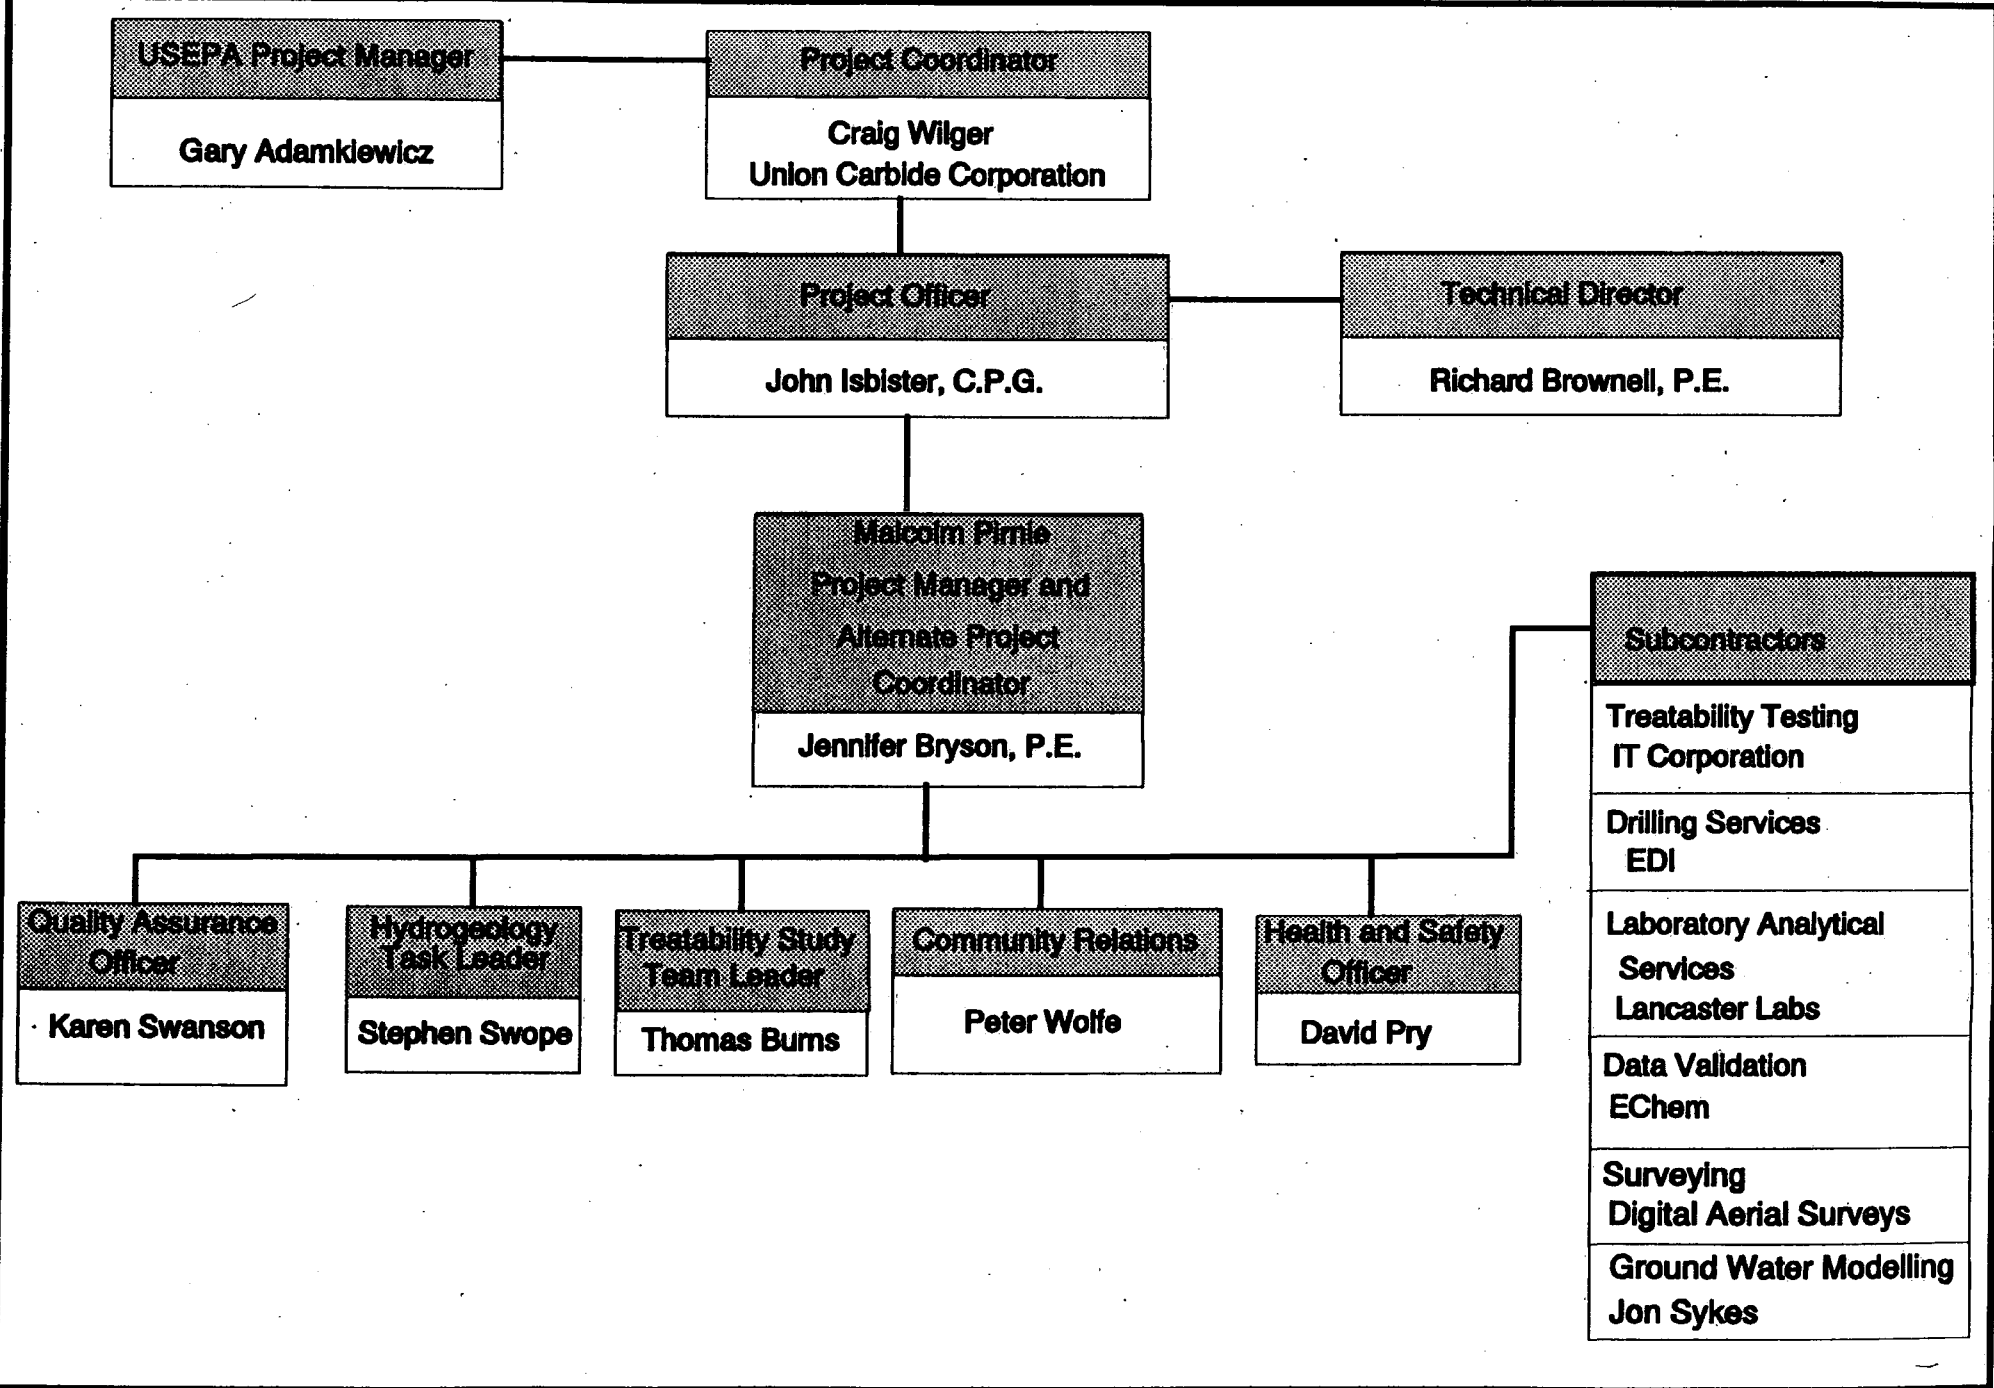 USEPA Project Manager
Gary Adamkiewicz
Project Coordinator
Craig Wilger
Union Carbide Corporation
Project Officer
John Isbister, C.P.G.
Technical Director
Richard Brownell, P.E.
Malcolm Pirnie
Project Manager and
Alternate Project
Coordinator
Jennifer Bryson, P.E.
Quality Assurance
Officer
Karen Swanson
Hydrogeology
Task Leader
Stephen Swope
Treatability Study
Team Leader
Thomas Burns
Community Relations
Peter Wolfe
Health and Safety
Officer
David Pry
Subcontractors
Treatability Testing
IT Corporation
Drilling Services
EDI
Laboratory Analytical
Services
Lancaster Labs
Data Validation
EChem
Surveying
Digital Aerial Surveys
Ground Water Modelling
Jon Sykes